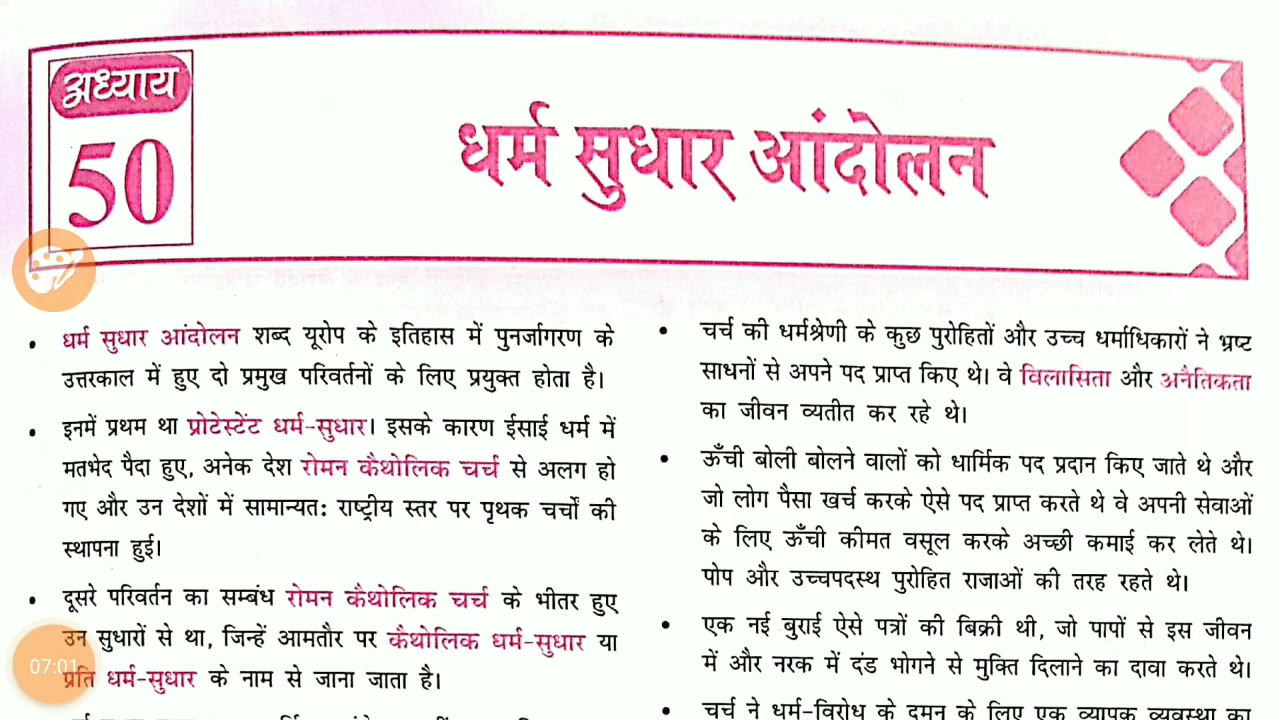 अध्याय
50
धर्म सुधार आंदोलन
• धर्म सुधार आंदोलन शब्द यूरोप के इतिहास में पुनर्जागरण के
उत्तरकाल में हुए दो प्रमुख परिवर्तनों के लिए प्रयुक्त होता है।
• इनमें प्रथम था प्रोटेस्टेंट धर्म-सुधार। इसके कारण ईसाई धर्म में
मतभेद पैदा हुए, अनेक देश रोमन कैथोलिक चर्च से अलग हो
गए और उन देशों में सामान्यतः राष्ट्रीय स्तर पर पृथक चर्चों की
स्थापना हुई।
• दूसरे परिवर्तन का सम्बंध रोमन कैथोलिक चर्च के भीतर हुए
उन सुधारों से था, जिन्हें आमतौर पर कैथोलिक धर्म-सुधार या
प्रति धर्म-सुधार के नाम से जाना जाता है।
07:01
• चर्च की धर्मश्रेणी के कुछ पुरोहितों और उच्च धर्माधिकारों ने भ्रष्ट
साधनों से अपने पद प्राप्त किए थे। वे विलासिता और अनैतिकता
का जीवन व्यतीत कर रहे थे।
• ऊँची बोली बोलने वालों को धार्मिक पद प्रदान किए जाते थे और
जो लोग पैसा खर्च करके ऐसे पद प्राप्त करते थे वे अपनी सेवाओं
के लिए ऊँची कीमत वसूल करके अच्छी कमाई कर लेते थे।
पोप और उच्चपदस्थ पुरोहित राजाओं की तरह रहते थे।
• एक नई बुराई ऐसे पत्रों की बिक्री थी, जो पापों से इस जीवन
में और नरक में दंड भोगने से मुक्ति दिलाने का दावा करते थे।
• चर्च ने धर्म-विरोध के दमन के लिए एक व्यापक व्यवस्था का